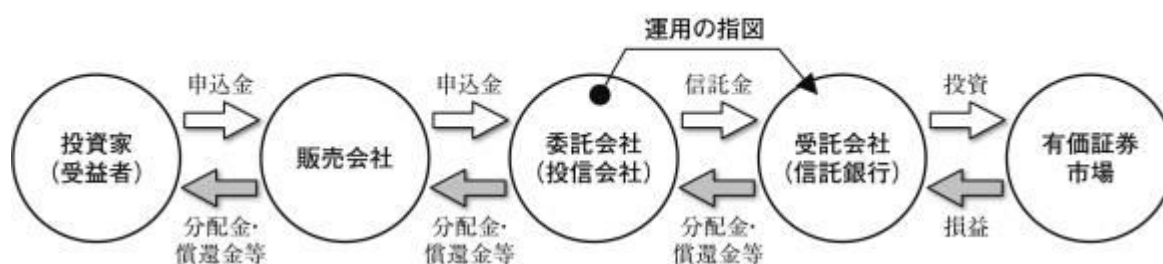 運用の指図
申込金
申込金
信託金
投資
投資家
（受益者）
販売会社
委託会社
（投信会社）
受託会社
（信託銀行）
有価証券
市場
分配金・
償還金等
分配金・
償還金等
分配金・
償還金等
損益